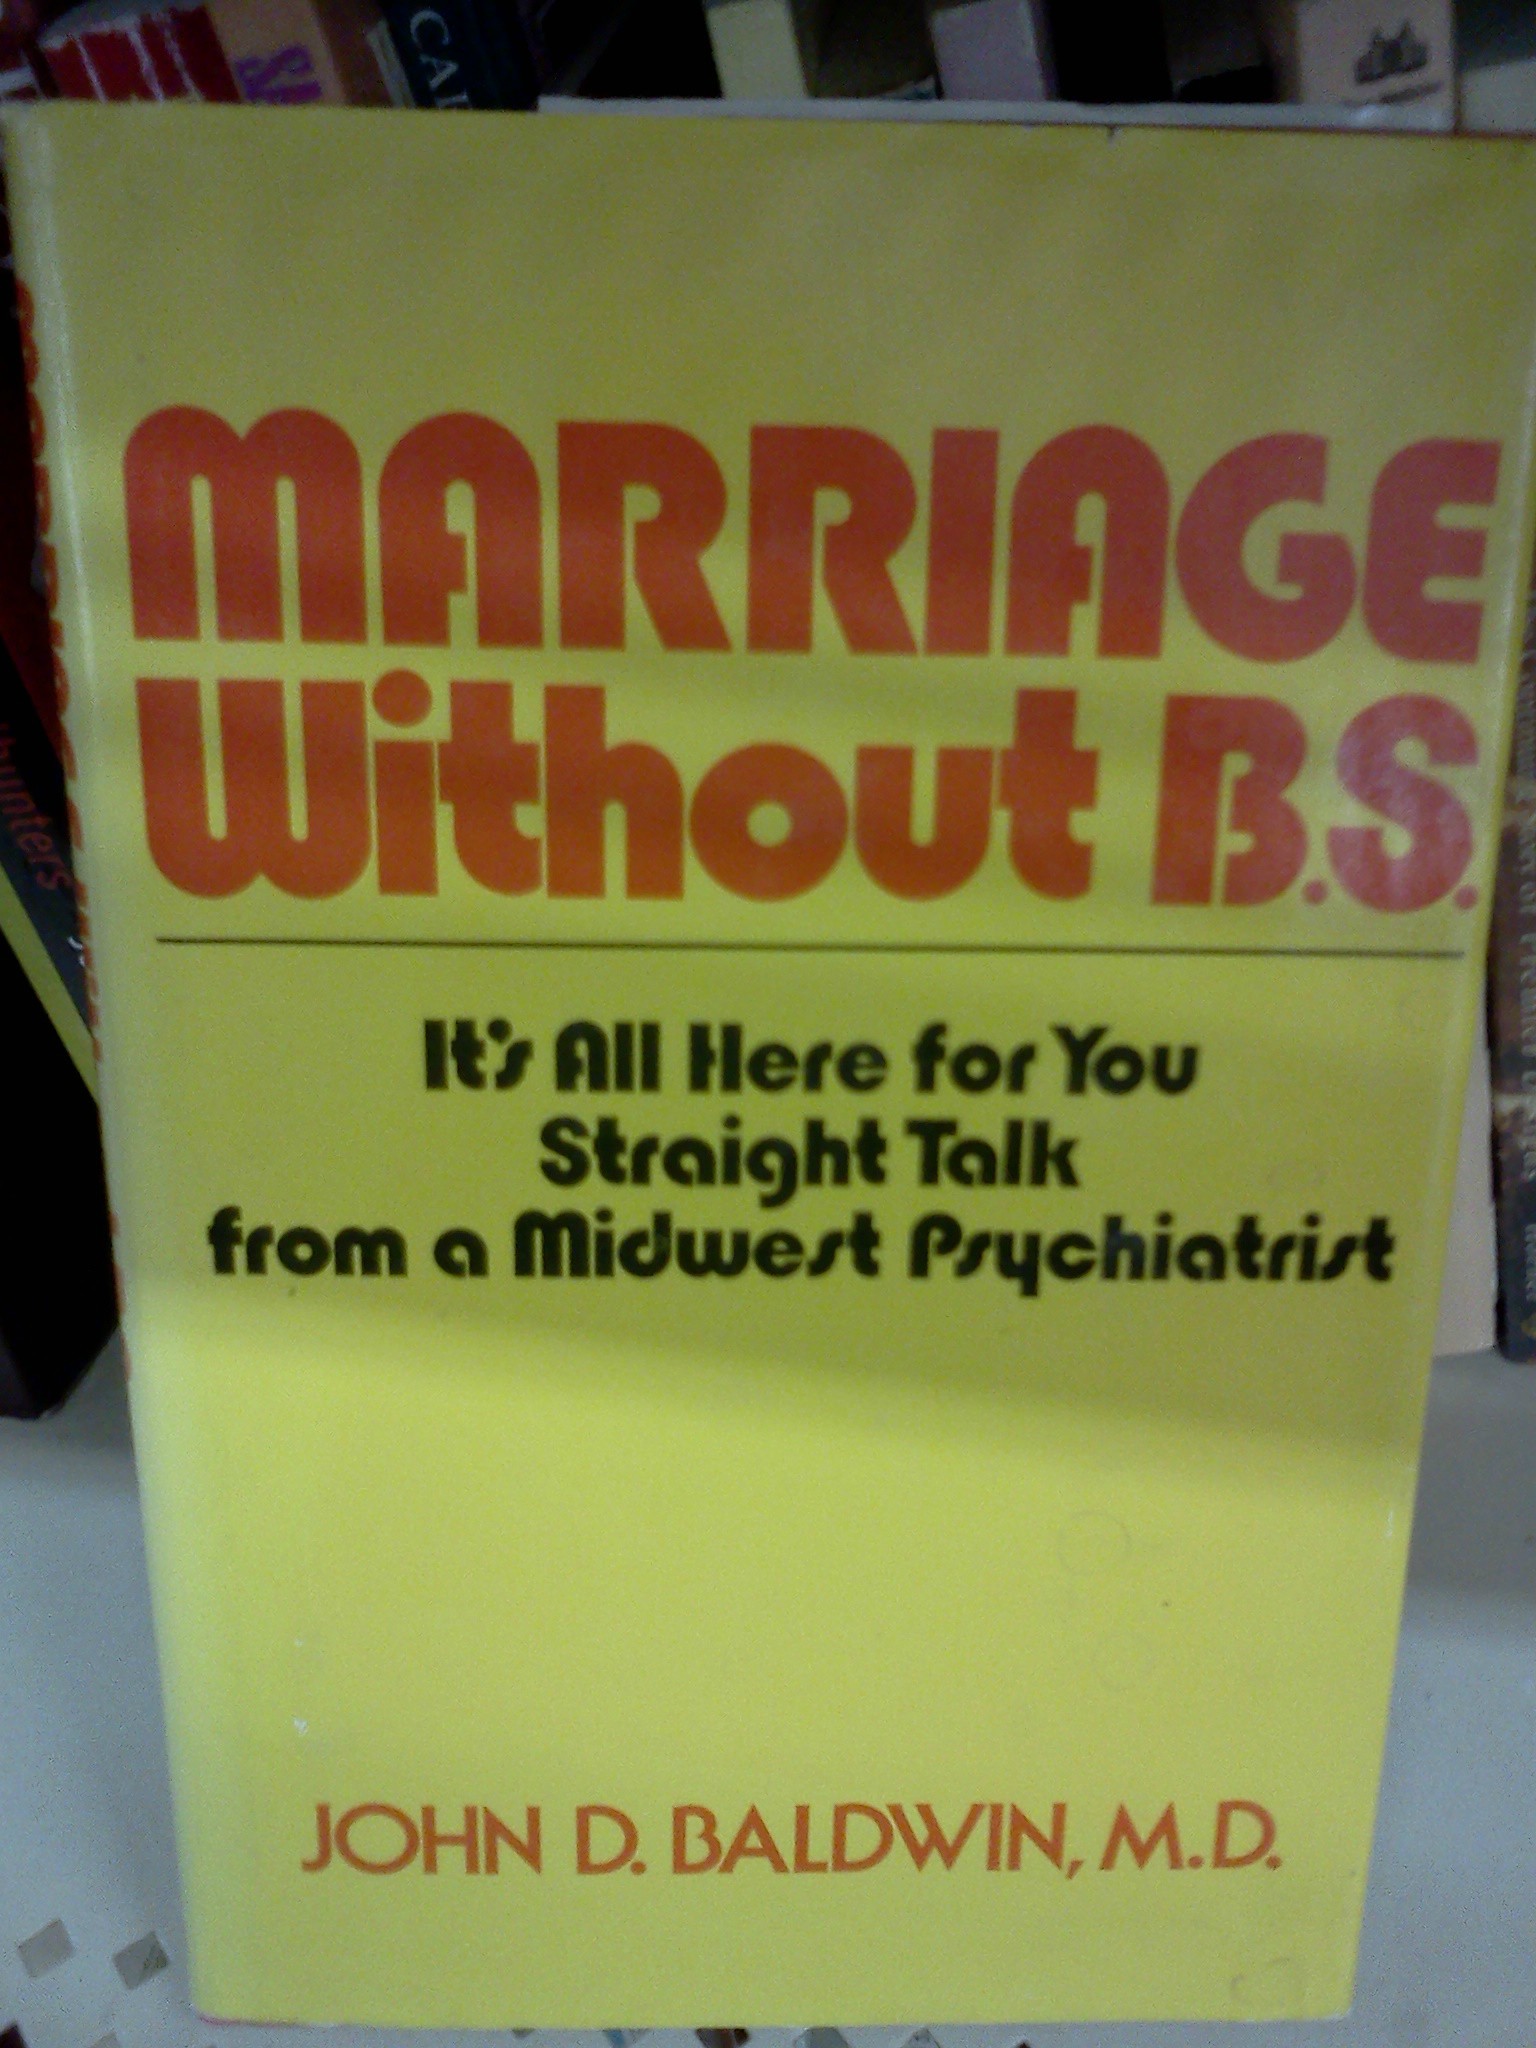 MARRIAGE
Without B.S.
It's All Here for You
Straight Talk
from a Midwest Psychiatrist
JOHN D. BALDWIN, M.D.